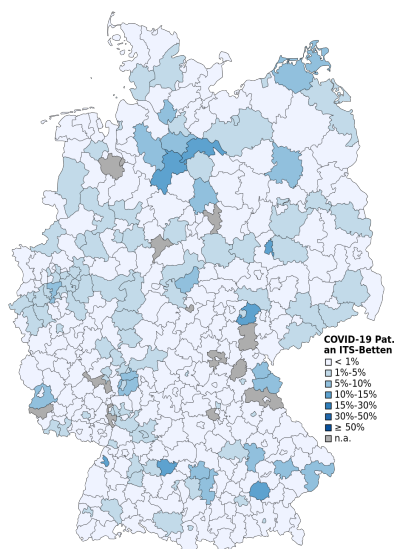 COVID-19 Pat.
an ITS-Betten
< 1%
1%-5%
5%-10%
10%-15%
15%-30%
30%-50%
≥ 50%
n.a.